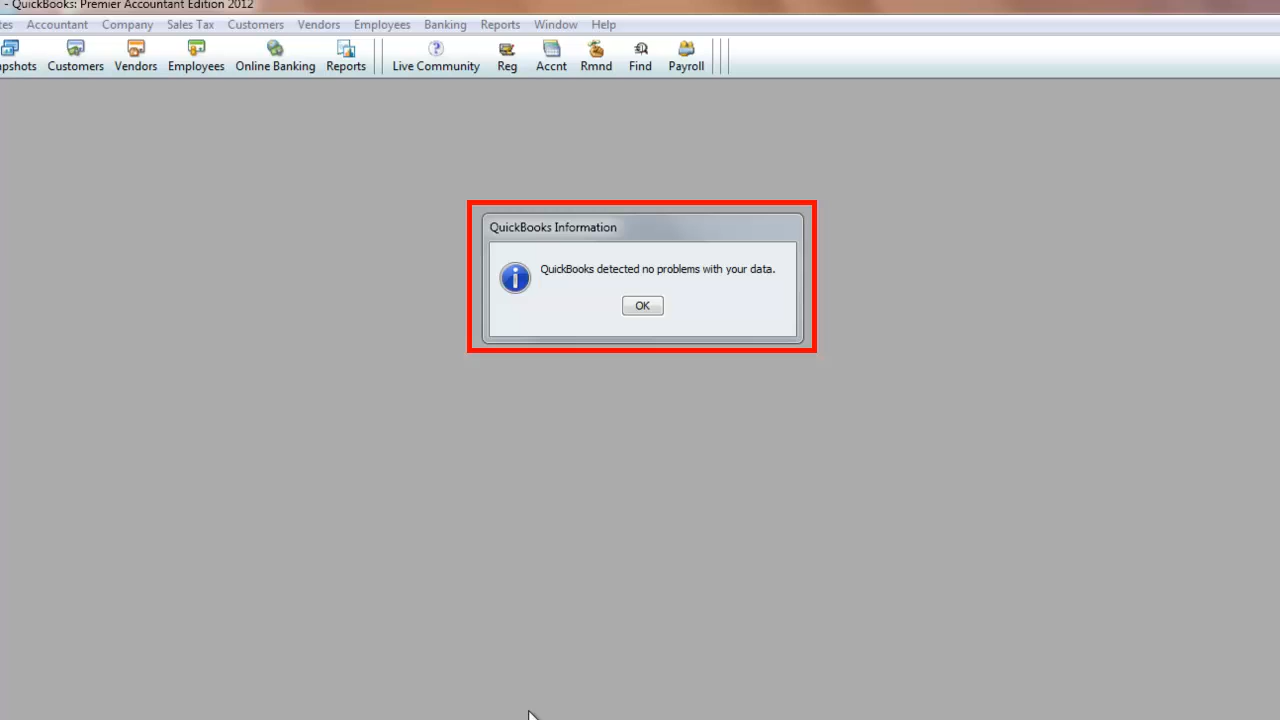 - QuickBooks: Premier Accountant Edition 2012
tes Accountant Company Sales Tax Customers Vendors Employees Banking Reports Window Help
pshots Customers Vendors Employees Online Banking Reports Live Community Reg Accnt Rmnd Find Payroll
QuickBooks Information
QuickBooks detected no problems with your data.
OK